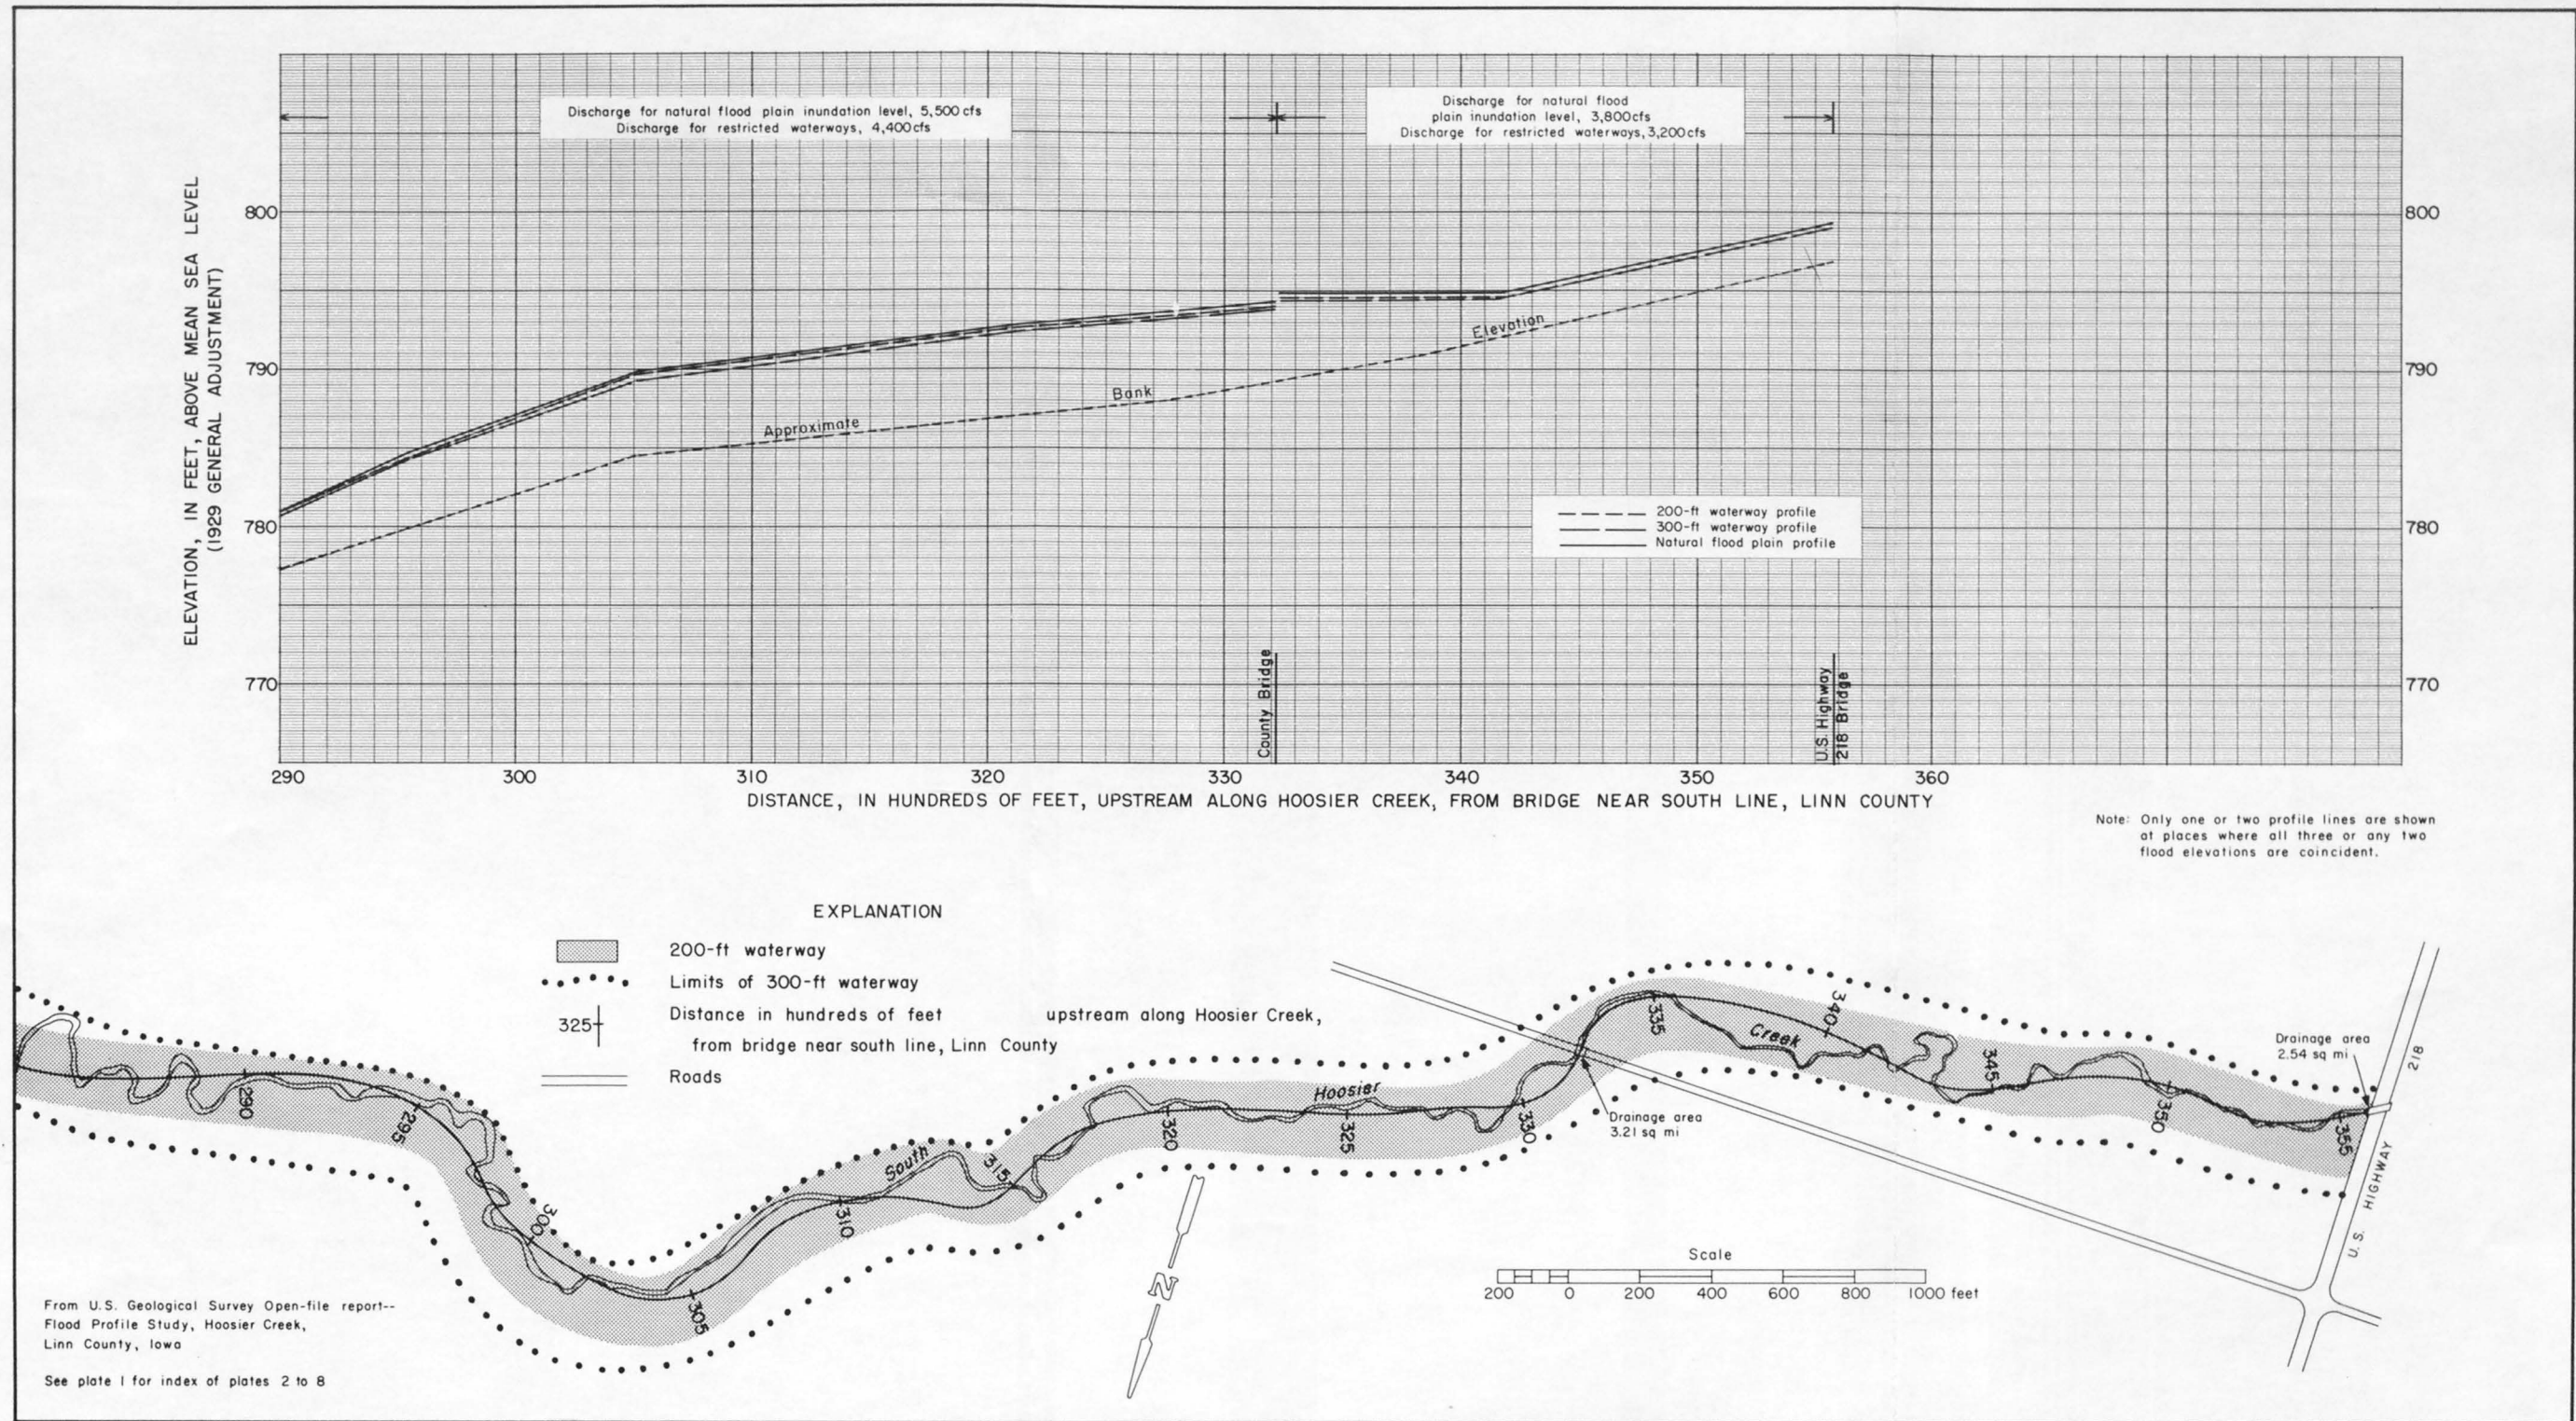 Discharge for natural flood plain inundation level, 5,500 cfs
Discharge for restricted waterways, 4,400 cfs
Discharge for natural flood
plain inundation level, 3,800 cfs
Discharge for restricted waterways, 3,200 cfs
ELEVATION, IN FEET, ABOVE MEAN SEA LEVEL
(1929 GENERAL ADJUSTMENT)
800
790
780
770
800
790
780
770
Approximate Bank Elevation
200-ft waterway profile
300-ft waterway profile
Natural flood plain profile
County Bridge
U.S. Highway
218 Bridge
290 300 310 320 330 340 350 360
DISTANCE, IN HUNDREDS OF FEET, UPSTREAM ALONG HOOSIER CREEK, FROM BRIDGE NEAR SOUTH LINE, LINN COUNTY
Note: Only one or two profile lines are shown
at places where all three or any two
flood elevations are coincident.
EXPLANATION
200-ft waterway
Limits of 300-ft waterway
325
Distance in hundreds of feet upstream along Hoosier Creek,
from bridge near south line, Linn County
Roads
290
295
300
305
310
315
320
325
330
335
340
345
350
355
South Hoosier Creek
Drainage area
3.21 sq mi
Drainage area
2.54 sq mi
U.S. HIGHWAY 218
N
Scale
200 0 200 400 600 800 1000 feet
From U.S. Geological Survey Open-file report--
Flood Profile Study, Hoosier Creek,
Linn County, Iowa
See plate 1 for index of plates 2 to 8